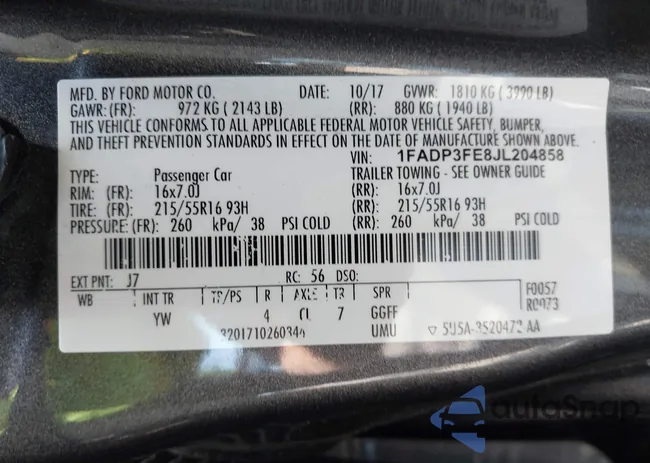 MFD. BY FORD MOTOR CO. DATE: 10/17 GVWR: 1810 KG ( 3990 LB)
GAWR: (FR): 972 KG ( 2143 LB) (RR): 880 KG ( 1940 LB)
THIS VEHICLE CONFORMS TO ALL APPLICABLE FEDERAL MOTOR VEHICLE SAFETY, BUMPER,
AND THEFT PREVENTION STANDARDS IN EFFECT ON THE DATE OF MANUFACTURE SHOWN ABOVE.
VIN: 1FADP3FE8JL204858
TYPE: Passenger Car TRAILER TOWING - SEE OWNER GUIDE
RIM: (FR) 16x7.0J (RR): 16x7.0J
TIRE: (FR) 215/55R16 93H (RR): 215/55R16 93H
PRESSURE: (FR) 260 kPa/ 38 PSI COLD (RR): 260 kPa/ 38 PSI COLD
EXT PNT: J7 RC: 56 DSO:
WB INT TR TP/PS R AXLE TR SPR F0057
R0073
YW 4 CL 7 GGFF
3201710260344 UMU
autoSnap